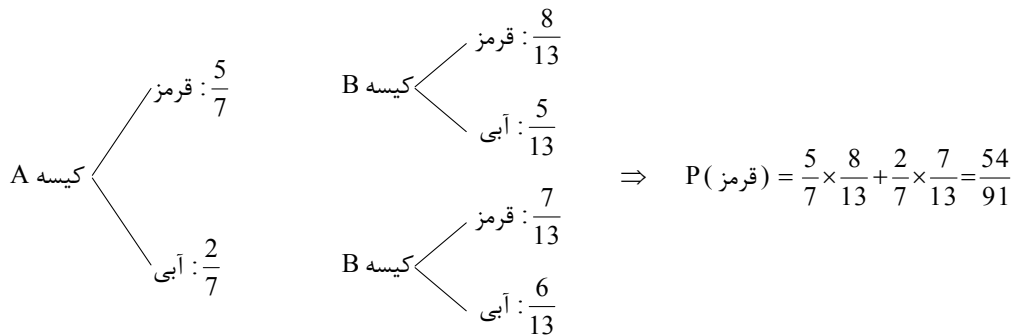 قرمز : 8/13
کیسه B
قرمز : 5/7
آبی : 5/13
کیسه A
⇒ P(قرمز) = 5/7 × 8/13 + 2/7 × 7/13 = 54/91
قرمز : 7/13
کیسه B
آبی : 2/7
آبی : 6/13